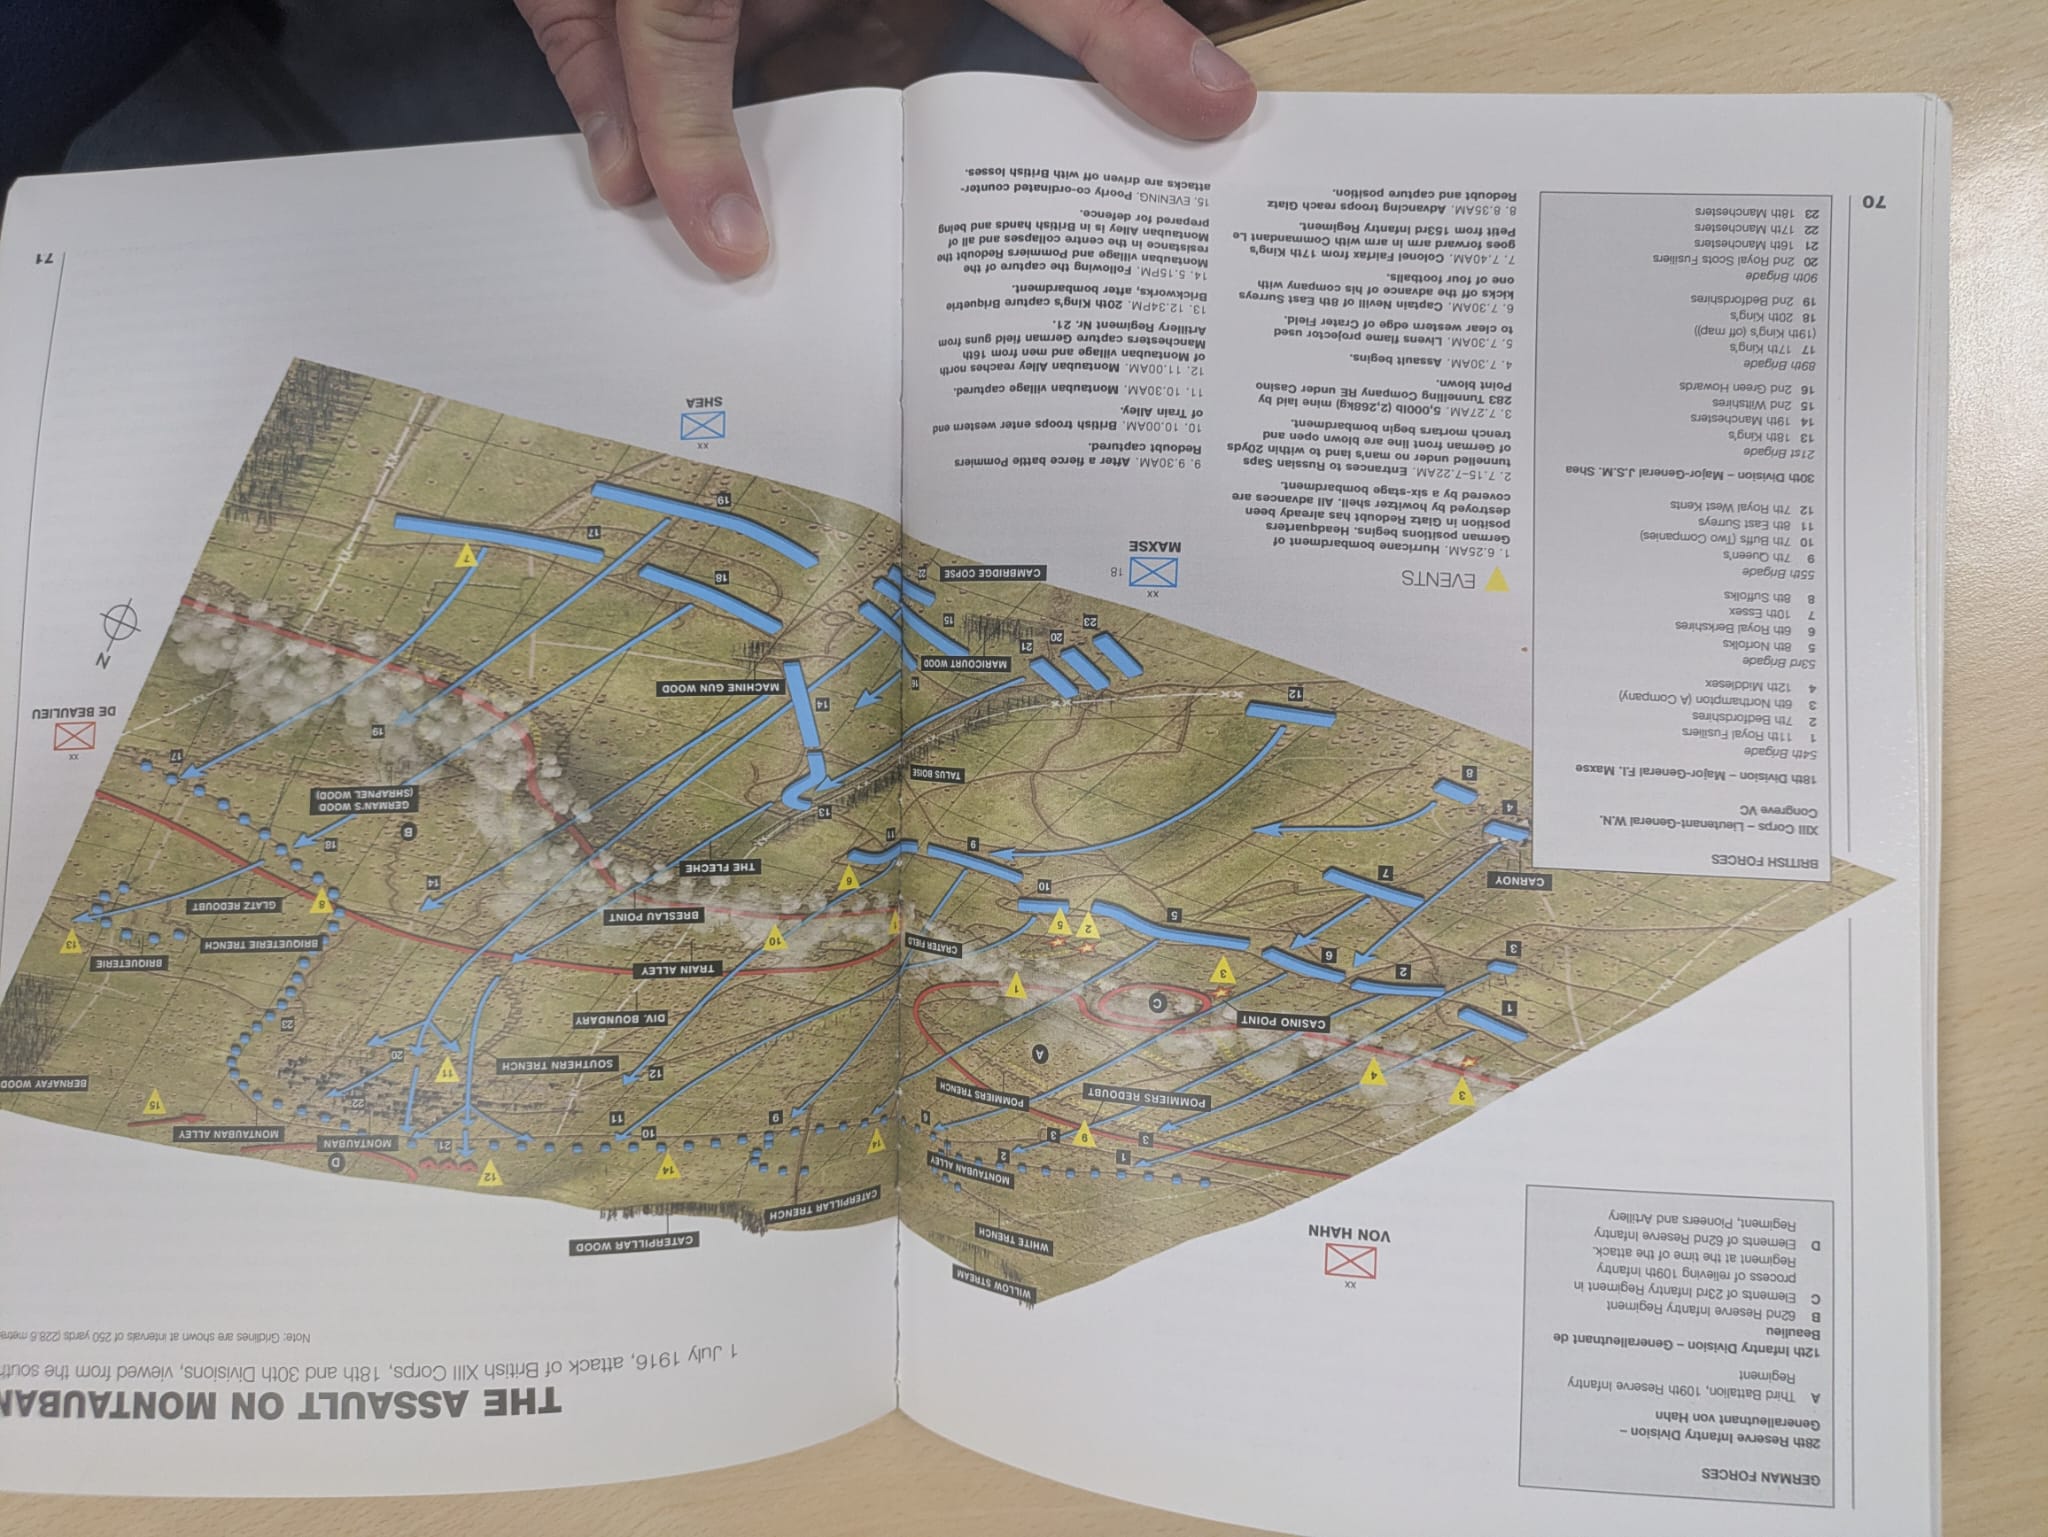 THE ASSAULT ON MONTAUBAN
1 July 1916, attack of British XIII Corps, 18th and 30th Divisions, viewed from the
Note: Gridlines are shown at intervals of 250 yards (228.6
GERMAN FORCES
28th Reserve Infantry Division –
Generalleutnant von Hahn
A Third Battalion, 109th Reserve Infantry
Regiment
12th Infantry Division – Generalleutnant de
Beaulieu
B 62nd Reserve Infantry Regiment
C Elements of 23rd Infantry Regiment in
process of relieving 109th Infantry
Regiment at the time of the attack.
D Elements of 62nd Reserve Infantry
Regiment, Pioneers and Artillery
BRITISH FORCES
XIII Corps – Lieutenant-General W.N.
Congreve VC
18th Division – Major-General F.I. Maxse
54th Brigade
1 11th Royal Fusiliers
2 7th Bedfordshires
3 6th Northampton (A Company)
4 12th Middlesex
53rd Brigade
5 8th Norfolks
6 6th Royal Berkshires
7 10th Essex
8 8th Suffolks
55th Brigade
9 7th Queen's
10 7th Buffs (Two Companies)
11 8th East Surreys
12 7th Royal West Kents
30th Division – Major-General J.S.M. Shea
21st Brigade
13 18th King's
14 19th Manchesters
15 2nd Wiltshires
16 2nd Green Howards
89th Brigade
17 17th King's
(19th King's (off map))
18 20th King's
19 2nd Bedfordshires
90th Brigade
20 2nd Royal Scots Fusiliers
21 16th Manchesters
22 17th Manchesters
23 18th Manchesters
70
EVENTS
1. 6.25AM. Hurricane bombardment of
German positions begins. Headquarters
position in Glatz Redoubt has already been
destroyed by howitzer shell. All advances are
covered by a six-stage bombardment.
2. 7.15–7.22AM. Entrances to Russian Saps
tunnelled under no man's land to within 20yds
of German front line are blown open and
trench mortars begin bombardment.
3. 7.27AM. 5,000lb (2,268kg) mine laid by
283 Tunnelling Company RE under Casino
Point blown.
4. 7.30AM. Assault begins.
5. 7.30AM. Livens flame projector used
to clear western edge of Crater Field.
6. 7.30AM. Captain Nevill of 8th East Surreys
kicks off the advance of his company with
one of four footballs.
7. 7.40AM. Colonel Fairfax from 17th King's
goes forward arm in arm with Commandant Le
Petit from 153rd Infantry Regiment.
8. 8.35AM. Advancing troops reach Glatz
Redoubt and capture position.
9. 9.30AM. After a fierce battle Pommiers
Redoubt captured.
10. 10.00AM. British troops enter western end
of Train Alley.
11. 10.30AM. Montauban village captured.
12. 11.00AM. Montauban Alley reaches north
of Montauban village and men from 16th
Manchesters capture German field guns from
Artillery Regiment Nr. 21.
13. 12.34PM. 20th King's capture Briqueterie
Brickworks, after bombardment.
14. 5.15PM. Following the capture of the
Montauban village and Pommiers Redoubt the
resistance in the centre collapses and all of
Montauban Alley is in British hands and being
prepared for defence.
15. EVENING. Poorly co-ordinated counter-
attacks are driven off with British losses.
xx
VON HAHN
WILLOW STREAM
WHITE TRENCH
CATERPILLAR WOOD
CATERPILLAR TRENCH
MONTAUBAN ALLEY
MONTAUBAN
MONTAUBAN ALLEY
BERNAFAY WOOD
POMMIERS REDOUBT
POMMIERS TRENCH
SOUTHERN TRENCH
DIV. BOUNDARY
CASINO POINT
CRATER FIELD
TRAIN ALLEY
BRIQUETERIE
BRIQUETERIE TRENCH
BRESLAU POINT
GLATZ REDOUBT
CARNOY
THE FLECHE
GERMAN'S WOOD
(SHRAPNEL WOOD)
TALUS BOISE
xx
DE BEAULIEU
N
MACHINE GUN WOOD
MARICOURT WOOD
CAMBRIDGE COPSE
xx
18
MAXSE
xx
SHEA
71